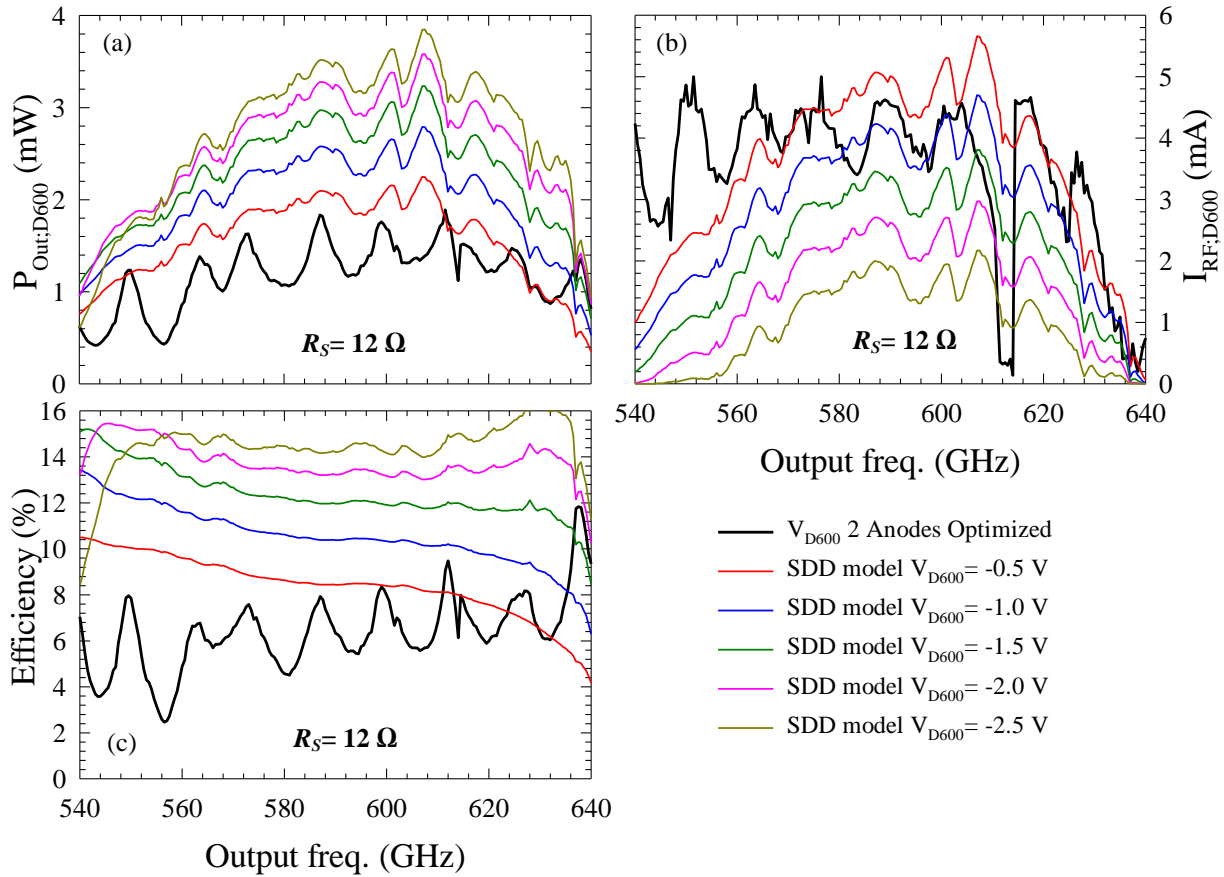 (a)
P_Out;D600 (mW)
4
3
2
1
0
R_S= 12 Ω
(b)
6
5
4
3
2
1
0
I_RF;D600 (mA)
R_S= 12 Ω
540 560 580 600 620 640
Output freq. (GHz)
(c)
Efficiency (%)
16
14
12
10
8
6
4
2
0
R_S= 12 Ω
540 560 580 600 620 640
Output freq. (GHz)
V_D600 2 Anodes Optimized
SDD model V_D600= -0.5 V
SDD model V_D600= -1.0 V
SDD model V_D600= -1.5 V
SDD model V_D600= -2.0 V
SDD model V_D600= -2.5 V